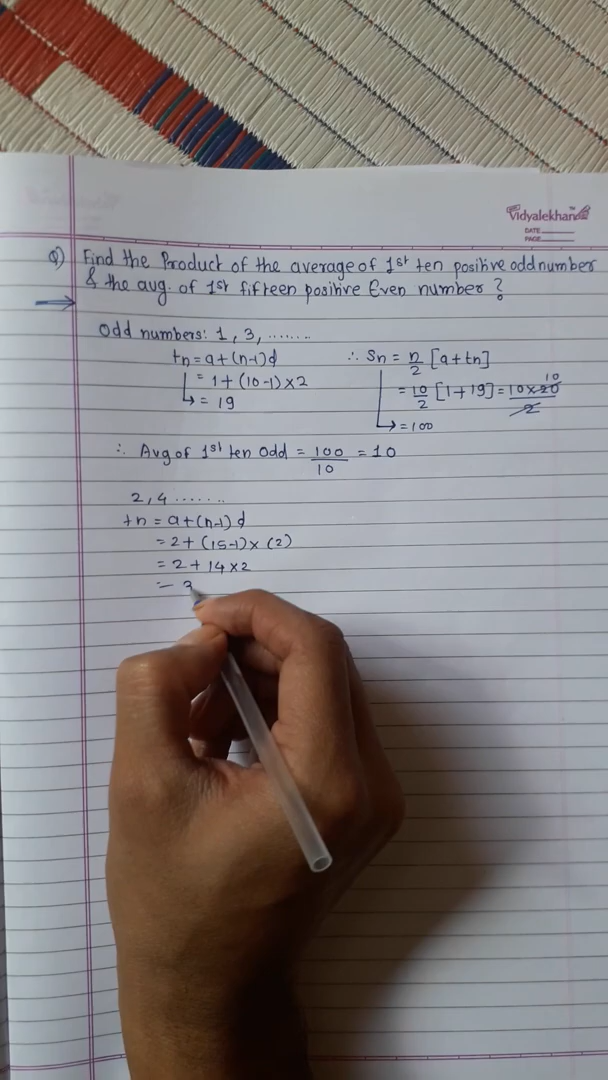 Vidyalekhan
DATE
PAGE
Q) Find the Product of the average of 1st ten positive odd number
& the avg. of 1st fifteen positive Even number ?
Odd numbers: 1, 3, ........
tn = a+(n-1)d
= 1+(10-1)×2
= 19
∴ Sn = n/2 [a+tn]
= 10/2 [1+19] = 10×20/2 10
= 100
∴ Avg of 1st ten odd = 100/10 = 10
2, 4 .......
tn = a+(n-1)d
= 2+(15-1)×(2)
= 2+14×2
= 3